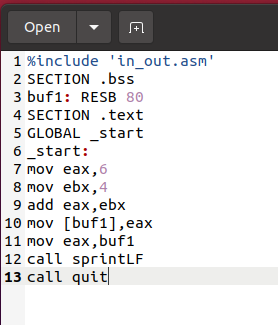 Open
1 %include 'in_out.asm'
2 SECTION .bss
3 buf1: RESB 80
4 SECTION .text
5 GLOBAL _start
6 _start:
7 mov eax,6
8 mov ebx,4
9 add eax,ebx
10 mov [buf1],eax
11 mov eax,buf1
12 call sprintLF
13 call quit